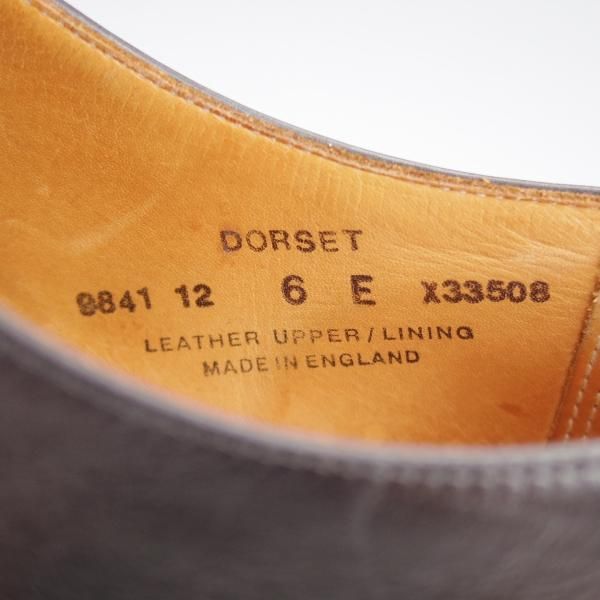 DORSET
9841 12 6 E X33508
LEATHER UPPER/LINING
MADE IN ENGLAND